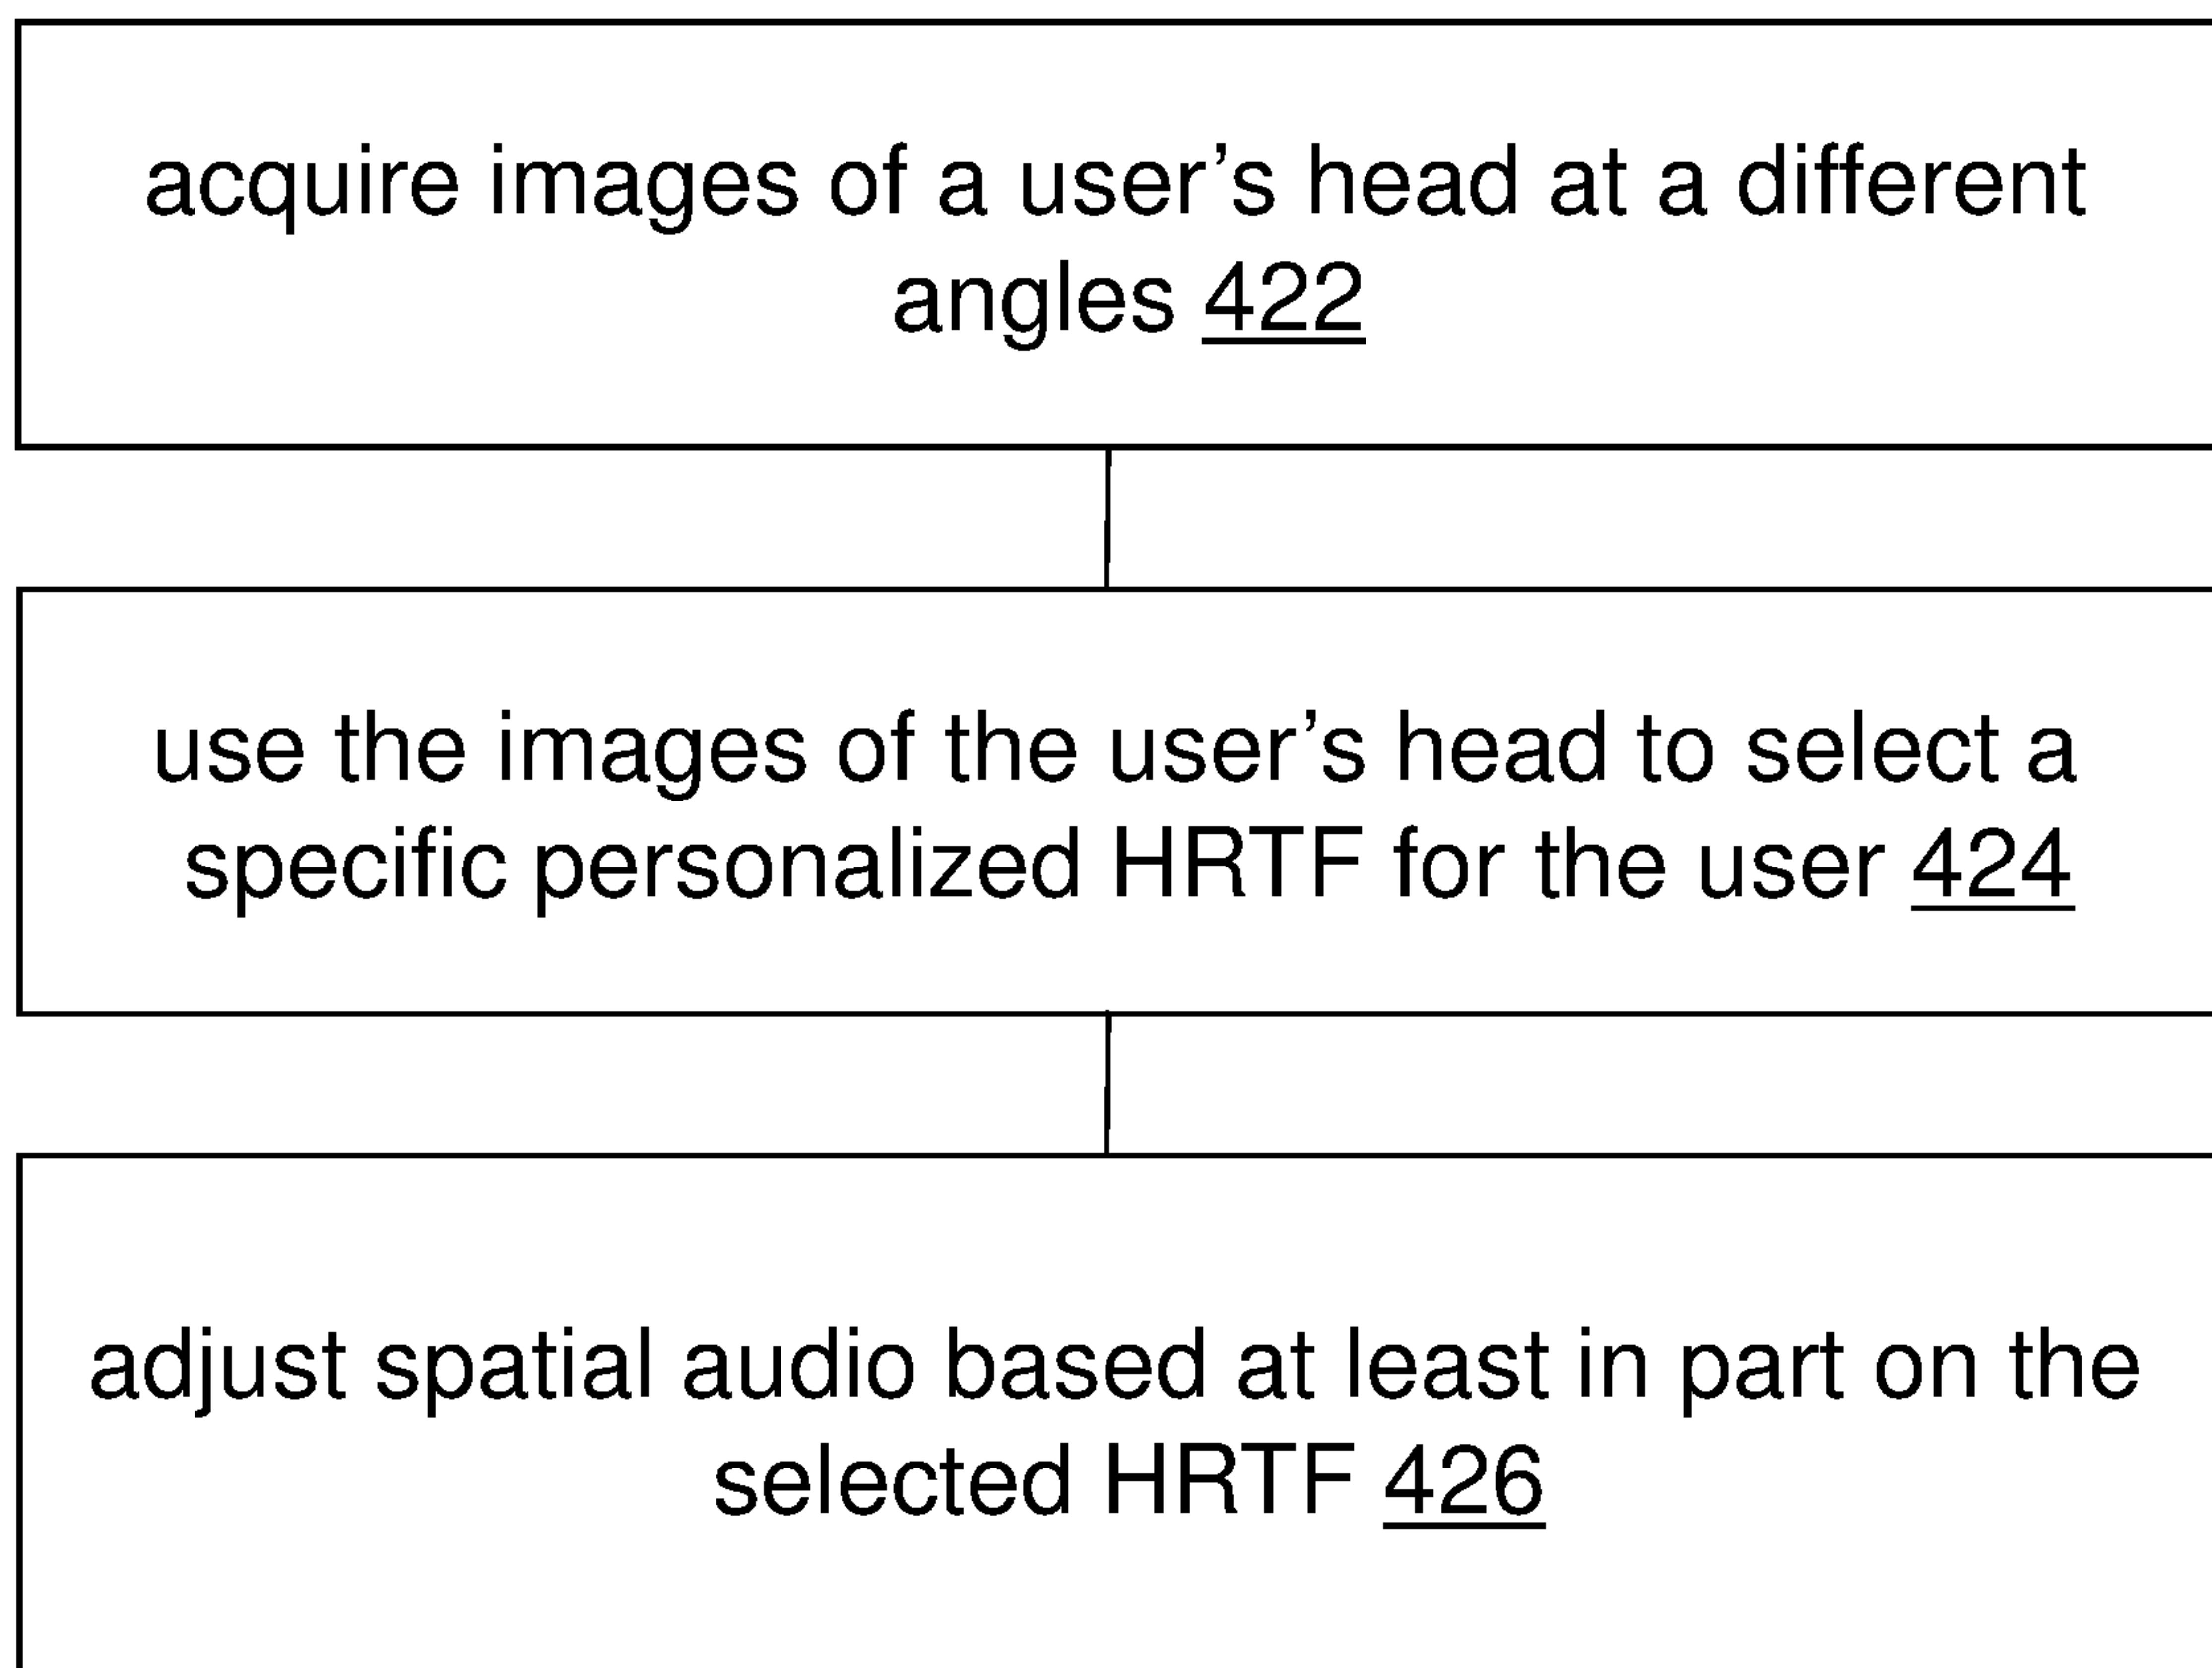 acquire images of a user’s head at a different
angles 422
use the images of the user’s head to select a
specific personalized HRTF for the user 424
adjust spatial audio based at least in part on the
selected HRTF 426